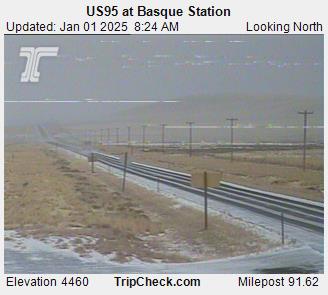 US95 at Basque Station
Updated: Jan 01 2025 8:24 AM Looking North
Elevation 4460 TripCheck.com Milepost 91.62